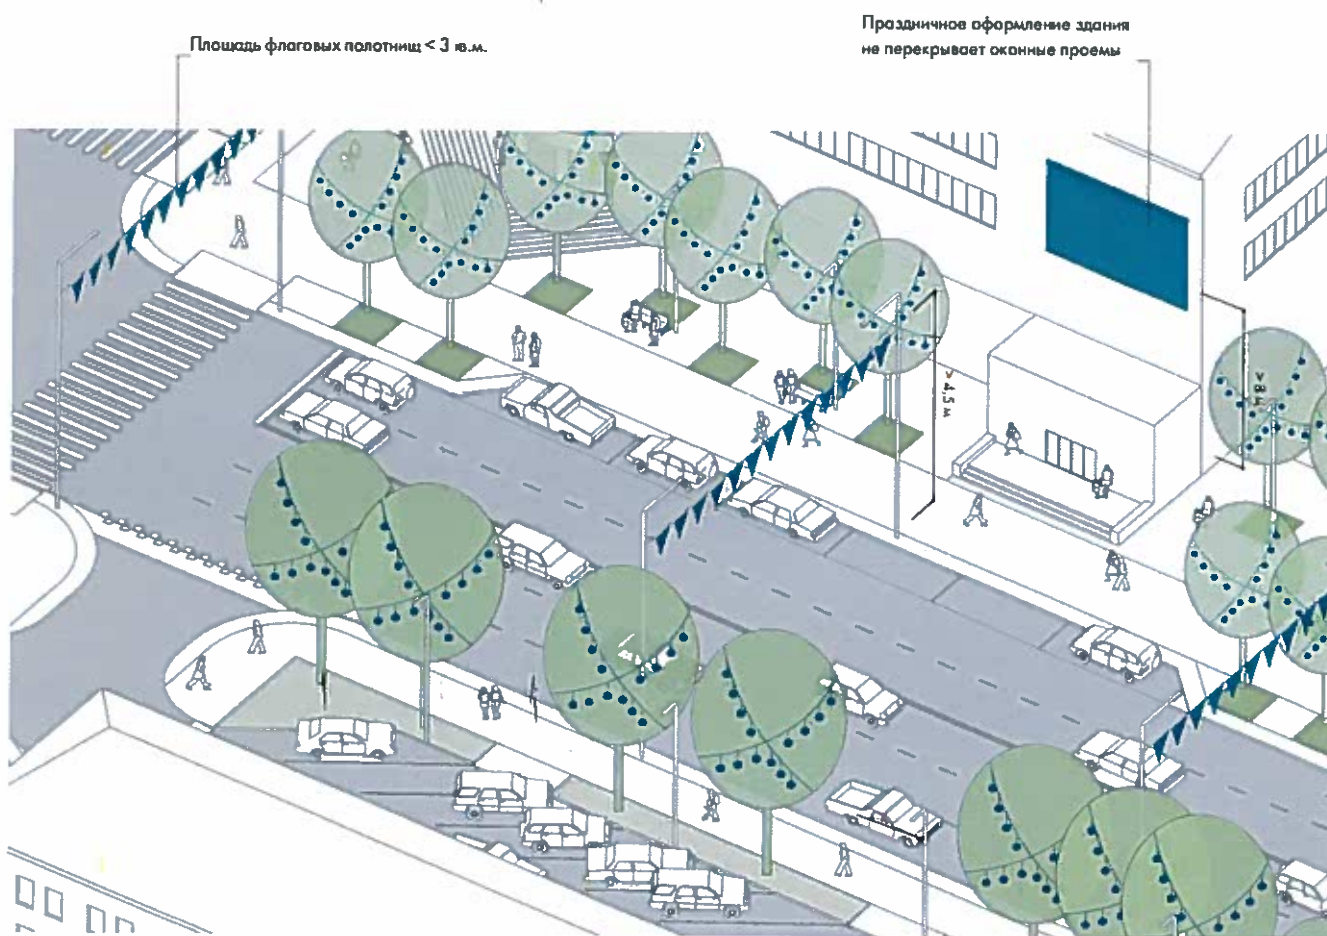 Площадь флаговых полотнищ < 3 кв.м.
Праздничное оформление здания
не перекрывает оконные проемы
> 4,5 м